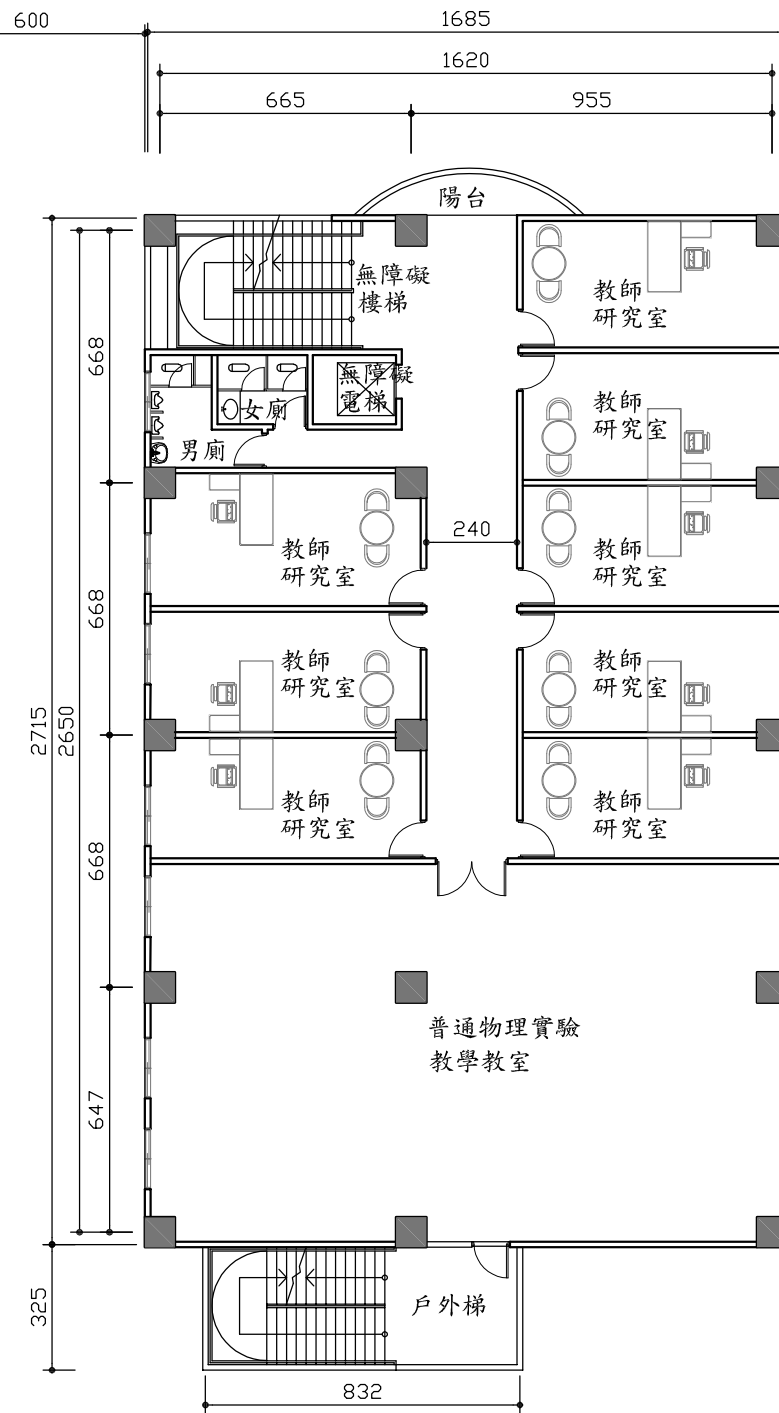 600
1685
1620
665
955
陽台
無障礙
樓梯
教師
研究室
668
無障礙
電梯
女廁
男廁
教師
研究室
240
教師
研究室
教師
研究室
668
教師
研究室
教師
研究室
2715
2650
教師
研究室
教師
研究室
668
普通物理實驗
教學教室
647
戶外梯
325
832